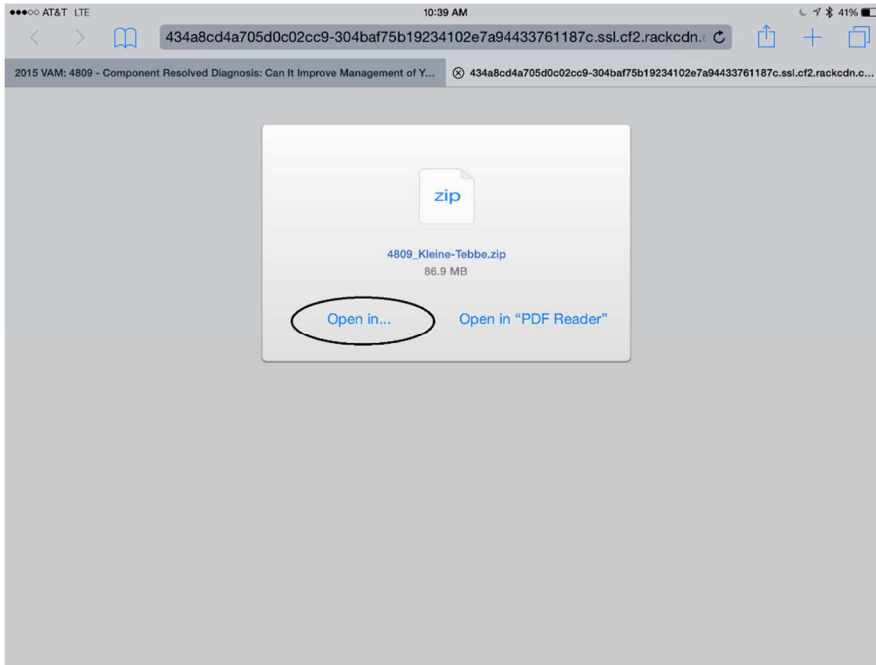 AT&T LTE 10:39 AM 41%
434a8cd4a705d0c02cc9-304baf75b19234102e7a94433761187c.ssl.cf2.rackcdn.
2015 VAM: 4809 - Component Resolved Diagnosis: Can It Improve Management of Y...
434a8cd4a705d0c02cc9-304baf75b19234102e7a94433761187c.ssl.cf2.rackcdn.c...
zip
4809_Kleine-Tebbe.zip
86.9 MB
Open in... Open in “PDF Reader”